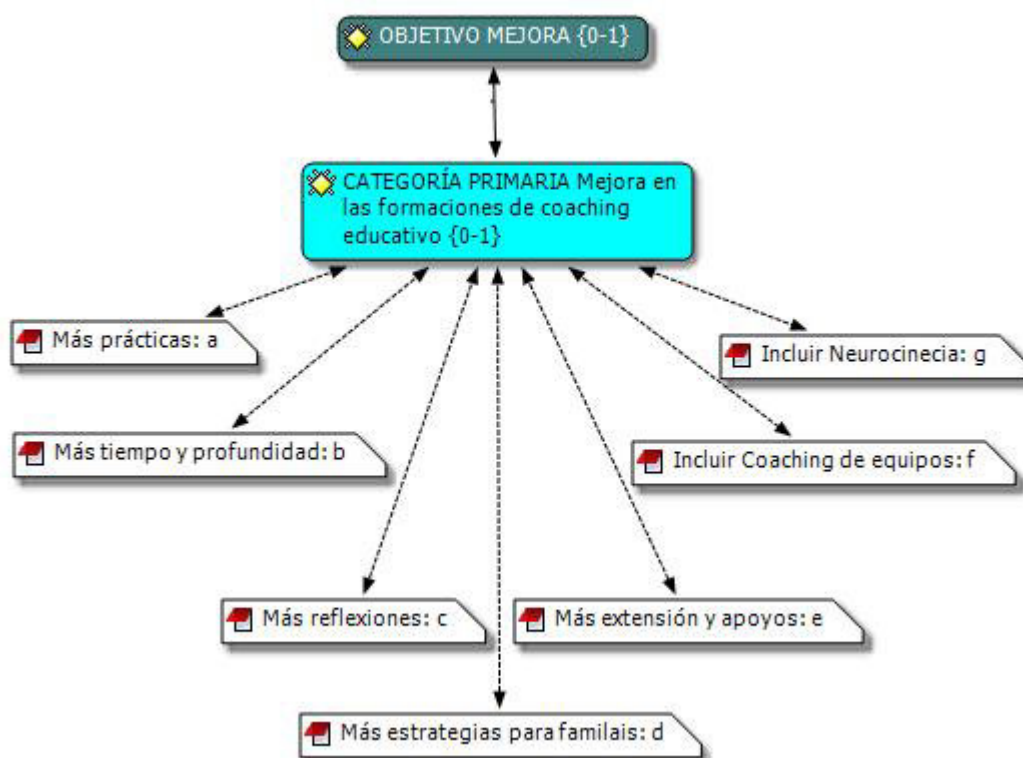 OBJETIVO MEJORA {0-1}
CATEGORÍA PRIMARIA Mejora en
las formaciones de coaching
educativo {0-1}
Más prácticas: a
Incluir Neurocinecia: g
Más tiempo y profundidad: b
Incluir Coaching de equipos: f
Más reflexiones: c
Más extensión y apoyos: e
Más estrategias para familais: d